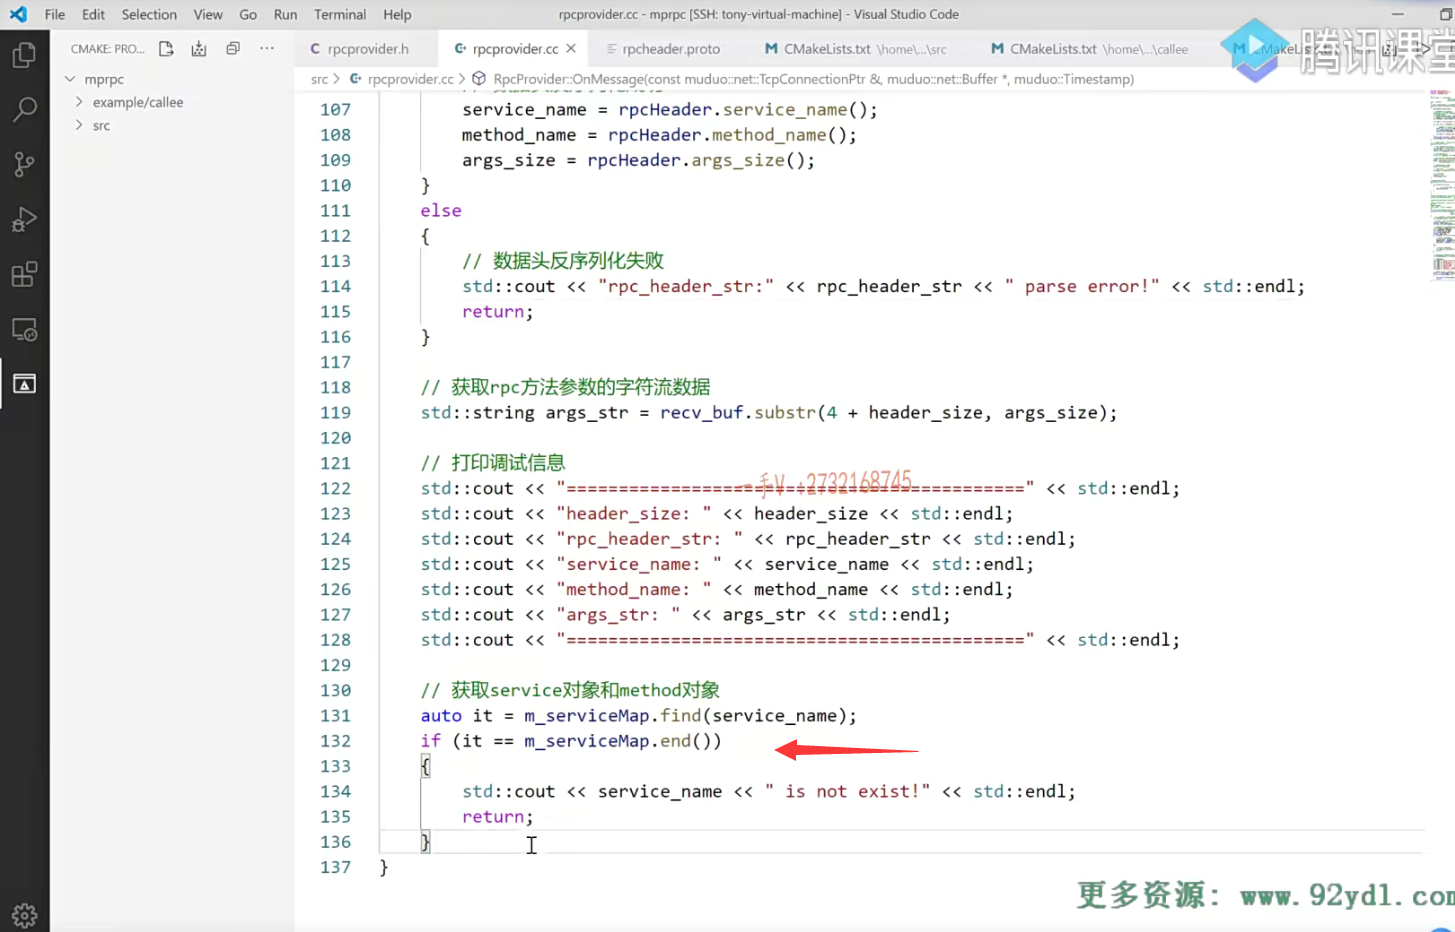 File Edit Selection View Go Run Terminal Help rpcprovider.cc - mprpc [SSH: tony-virtual-machine] - Visual Studio Code
CMAKE: PRO... rpcprovider.h rpcprovider.cc rpcheader.proto CMakeLists.txt \home\...\src CMakeLists.txt \home\...\callee
腾讯课堂
mprpc
example/callee
src
src > rpcprovider.cc > RpcProvider::OnMessage(const muduo::net::TcpConnectionPtr &, muduo::net::Buffer *, muduo::Timestamp)
107 service_name = rpcHeader.service_name();
108 method_name = rpcHeader.method_name();
109 args_size = rpcHeader.args_size();
110 }
111 else
112 {
113 // 数据头反序列化失败
114 std::cout << "rpc_header_str:" << rpc_header_str << " parse error!" << std::endl;
115 return;
116 }
117
118 // 获取rpc方法参数的字符流数据
119 std::string args_str = recv_buf.substr(4 + header_size, args_size);
120
121 // 打印调试信息
一手V :2732168745
122 std::cout << "============================================" << std::endl;
123 std::cout << "header_size: " << header_size << std::endl;
124 std::cout << "rpc_header_str: " << rpc_header_str << std::endl;
125 std::cout << "service_name: " << service_name << std::endl;
126 std::cout << "method_name: " << method_name << std::endl;
127 std::cout << "args_str: " << args_str << std::endl;
128 std::cout << "============================================" << std::endl;
129
130 // 获取service对象和method对象
131 auto it = m_serviceMap.find(service_name);
132 if (it == m_serviceMap.end())
133 {
134 std::cout << service_name << " is not exist!" << std::endl;
135 return;
136 }
137 }
更多资源: www.92ydl.com